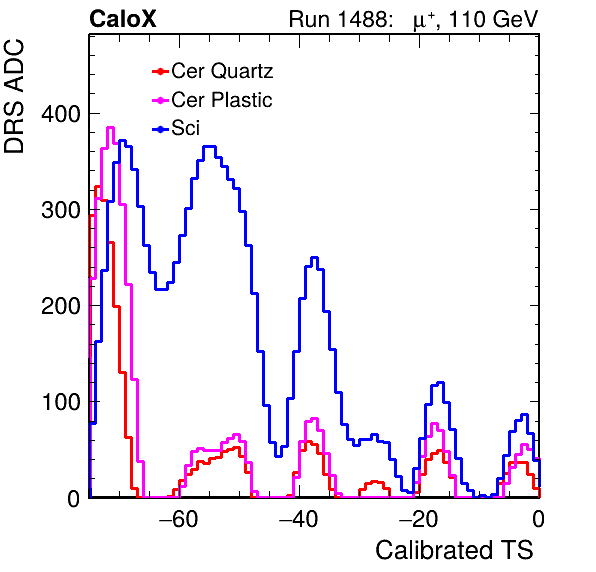 CaloX Run 1488: μ⁺, 110 GeV
DRS ADC
Cer Quartz
Cer Plastic
Sci
400
300
200
100
0
−60 −40 −20 0
Calibrated TS